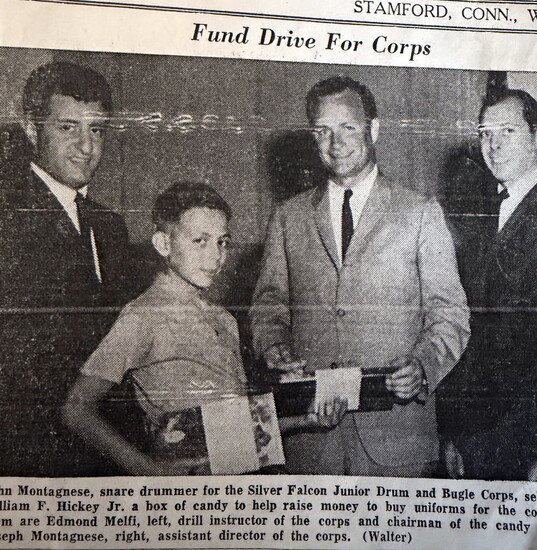 STAMFORD, CONN.,
Fund Drive For Corps
hn Montagnese, snare drummer for the Silver Falcon Junior Drum and Bugle Corps, se
illiam F. Hickey Jr. a box of candy to help raise money to buy uniforms for the co
m are Edmond Melfi, left, drill instructor of the corps and chairman of the candy
seph Montagnese, right, assistant director of the corps. (Walter)